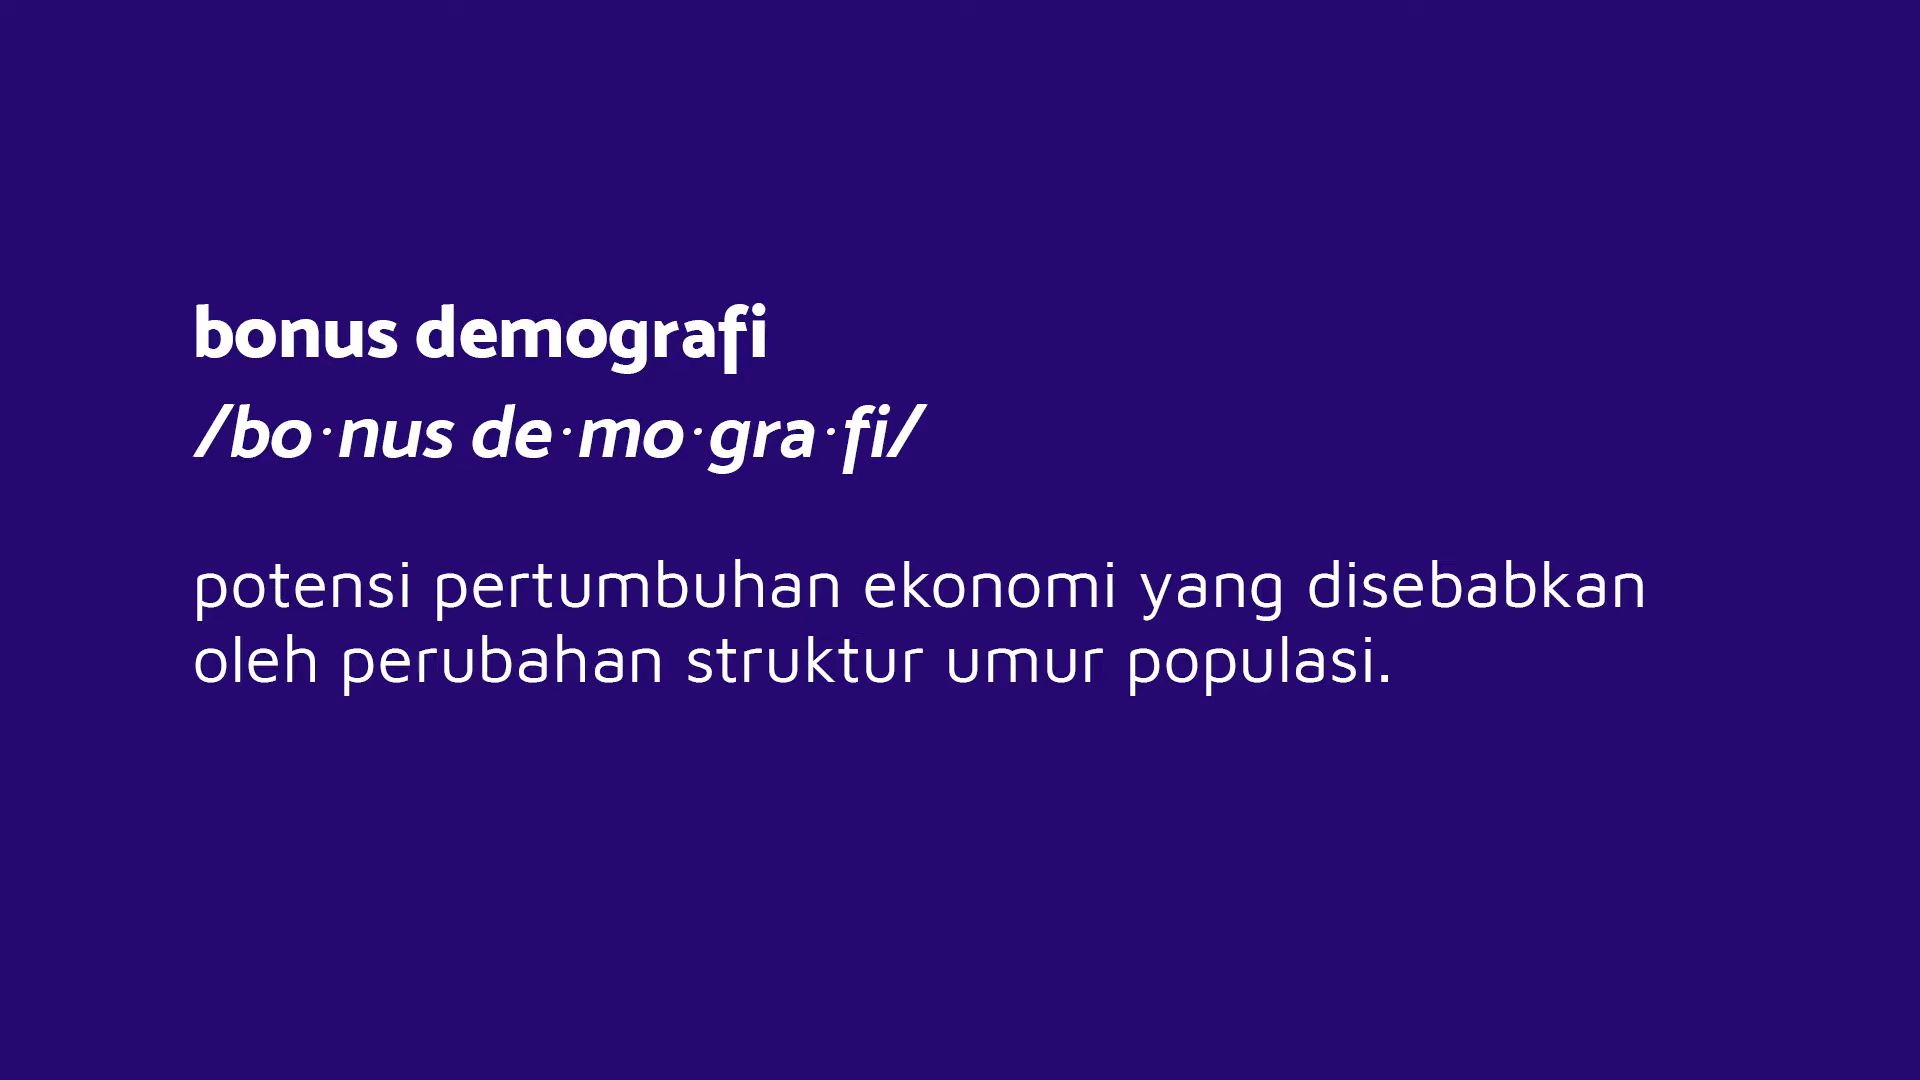 bonus demografi
/bo·nus de·mo·gra·fi/
potensi pertumbuhan ekonomi yang disebabkan
oleh perubahan struktur umur populasi.